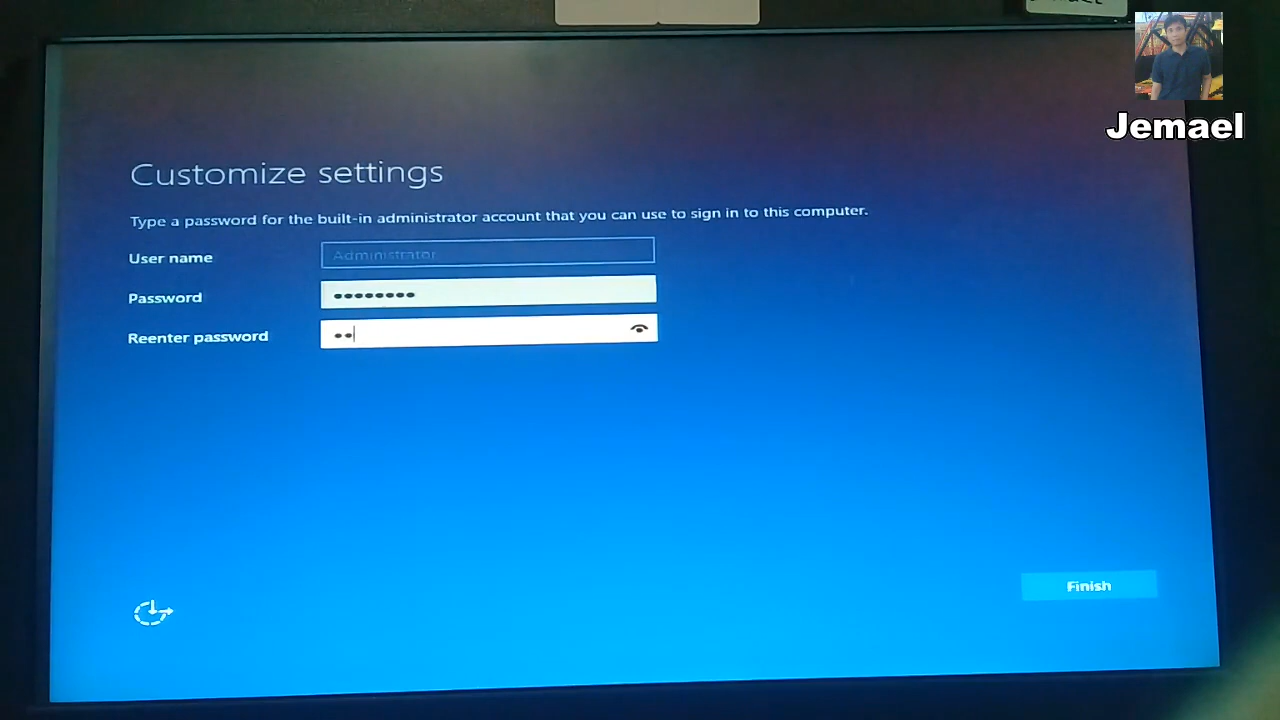 Jemael
Customize settings
Type a password for the built-in administrator account that you can use to sign in to this computer.
User name
Administrator
Password
Reenter password
Finish